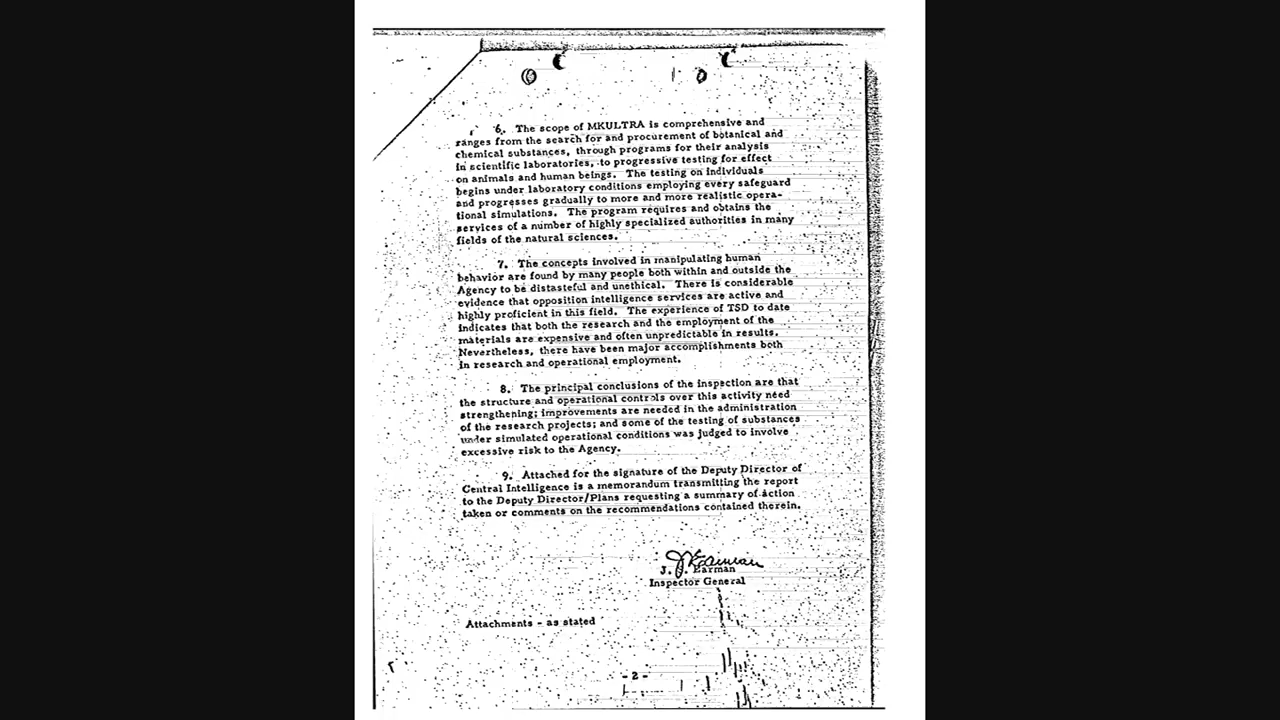 6. The scope of MKULTRA is comprehensive and
ranges from the search for and procurement of botanical and
chemical substances, through programs for their analysis
in scientific laboratories, to progressive testing for effect
on animals and human beings. The testing on individuals
begins under laboratory conditions employing every safeguard
and progresses gradually to more and more realistic opera-
tional simulations. The program requires and obtains the
services of a number of highly specialized authorities in many
fields of the natural sciences.
7. The concepts involved in manipulating human
behavior are found by many people both within and outside the
Agency to be distasteful and unethical. There is considerable
evidence that opposition intelligence services are active and
highly proficient in this field. The experience of TSD to date
indicates that both the research and the employment of the
materials are expensive and often unpredictable in results.
Nevertheless, there have been major accomplishments both
in research and operational employment.
8. The principal conclusions of the inspection are that
the structure and operational controls over this activity need
strengthening; improvements are needed in the administration
of the research projects; and some of the testing of substances
under simulated operational conditions was judged to involve
excessive risk to the Agency.
9. Attached for the signature of the Deputy Director of
Central Intelligence is a memorandum transmitting the report
to the Deputy Director/Plans requesting a summary of action
taken or comments on the recommendations contained therein.
J. S. Earman
Inspector General
Attachments - as stated
- 2 -